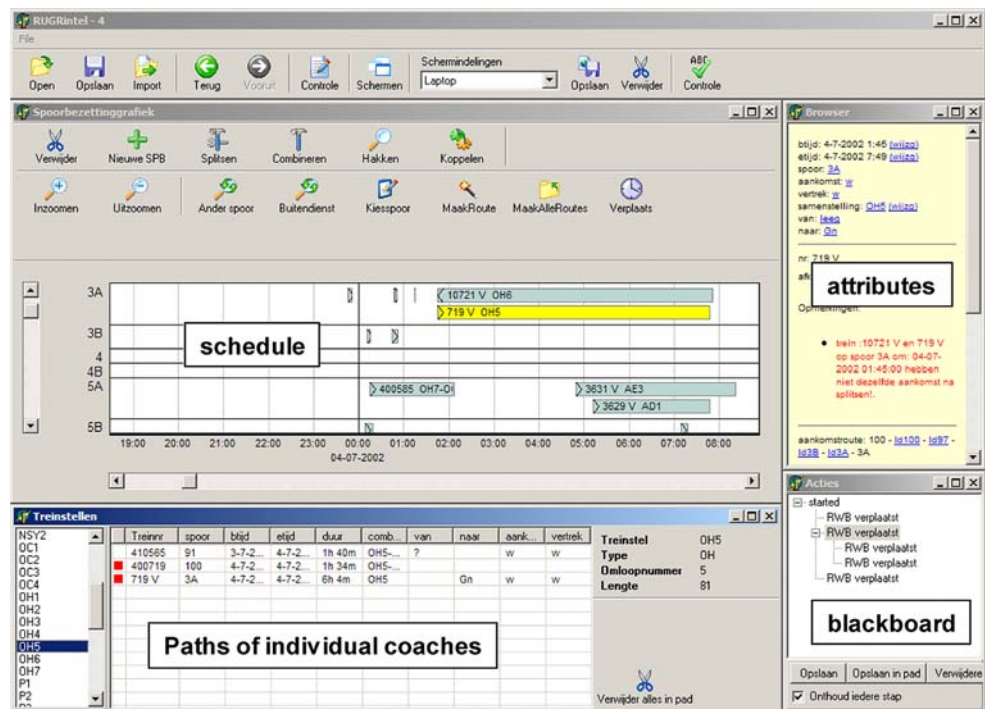 RUGRintel - 4
File
Open Opslaan Import Terug Vooruit Controle Schermen Schermindelingen Laptop Opslaan Verwijder Controle
Spoorbezettinggrafiek
Verwijder Nieuwe SPB Splitsen Combineren Hakken Koppelen
Inzoomen Uitzoomen Ander spoor Buitendienst Kiesspoor MaakRoute MaakAlleRoutes Verplaats
3A
10721 V OH6
719 V OH5
3B
schedule
4
4B
5A
400585 OH7-
3631 V AE3
3629 V AD1
5B
19:00 20:00 21:00 22:00 23:00 00:00 01:00 02:00 03:00 04:00 05:00 06:00 07:00 08:00
04-07-2002
Browser
btijd: 4-7-2002 1:45 (wijzg)
etijd: 4-7-2002 7:49 (wijzg)
spoor: 3A
aankomst: w
vertrek: w
samenstelling: OH5 (wijzg)
van: leeg
naar: Gn
nr: 719 V
attributes
Opmerkingen:
trein :10721 V en 719 V
op spoor 3A om: 04-07-
2002 01:45:00 hebben
niet dezelfde aankomst na
splitsen!.
aankomstroute: 100 - Id100 - Id97 -
Id3B - Id3A - 3A
Treinstellen
NSY2
OC1
OC2
OC3
OC4
OH1
OH2
OH3
OH4
OH5
OH6
OH7
P1
P2
Treinnr spoor btijd etijd duur comb... van naar aank... vertrek
410565 91 3-7-2... 4-7-2... 1h 40m OH5-... ? w w
400719 100 4-7-2... 4-7-2... 1h 34m OH5-...
719 V 3A 4-7-2... 4-7-2... 6h 4m OH5 Gn w w
Paths of individual coaches
Treinstel OH5
Type OH
Omloopnummer 5
Lengte 81
Verwijder alles in pad
Acties
started
RWB verplaatst
RWB verplaatst
RWB verplaatst
RWB verplaatst
RWB verplaatst
blackboard
Opslaan Opslaan in pad Verwijdere
Onthoud iedere stap